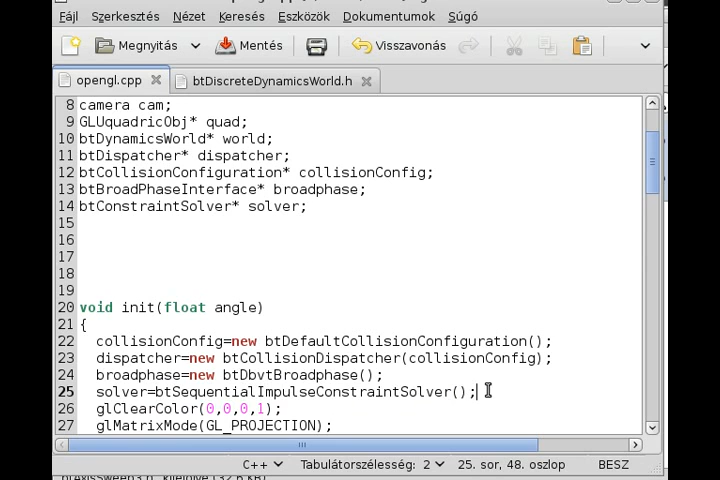 Fájl Szerkesztés Nézet Keresés Eszközök Dokumentumok Súgó
Megnyitás Mentés Visszavonás
opengl.cpp btDiscreteDynamicsWorld.h
8 camera cam;
9 GLUquadricObj* quad;
10 btDynamicsWorld* world;
11 btDispatcher* dispatcher;
12 btCollisionConfiguration* collisionConfig;
13 btBroadPhaseInterface* broadphase;
14 btConstraintSolver* solver;
15
16
17
18
19
20 void init(float angle)
21 {
22 collisionConfig=new btDefaultCollisionConfiguration();
23 dispatcher=new btCollisionDispatcher(collisionConfig);
24 broadphase=new btDbvtBroadphase();
25 solver=btSequentialImpulseConstraintSolver();
26 glClearColor(0,0,0,1);
27 glMatrixMode(GL_PROJECTION);
C++ Tabulátorszélesség: 2 25. sor, 48. oszlop BESZ